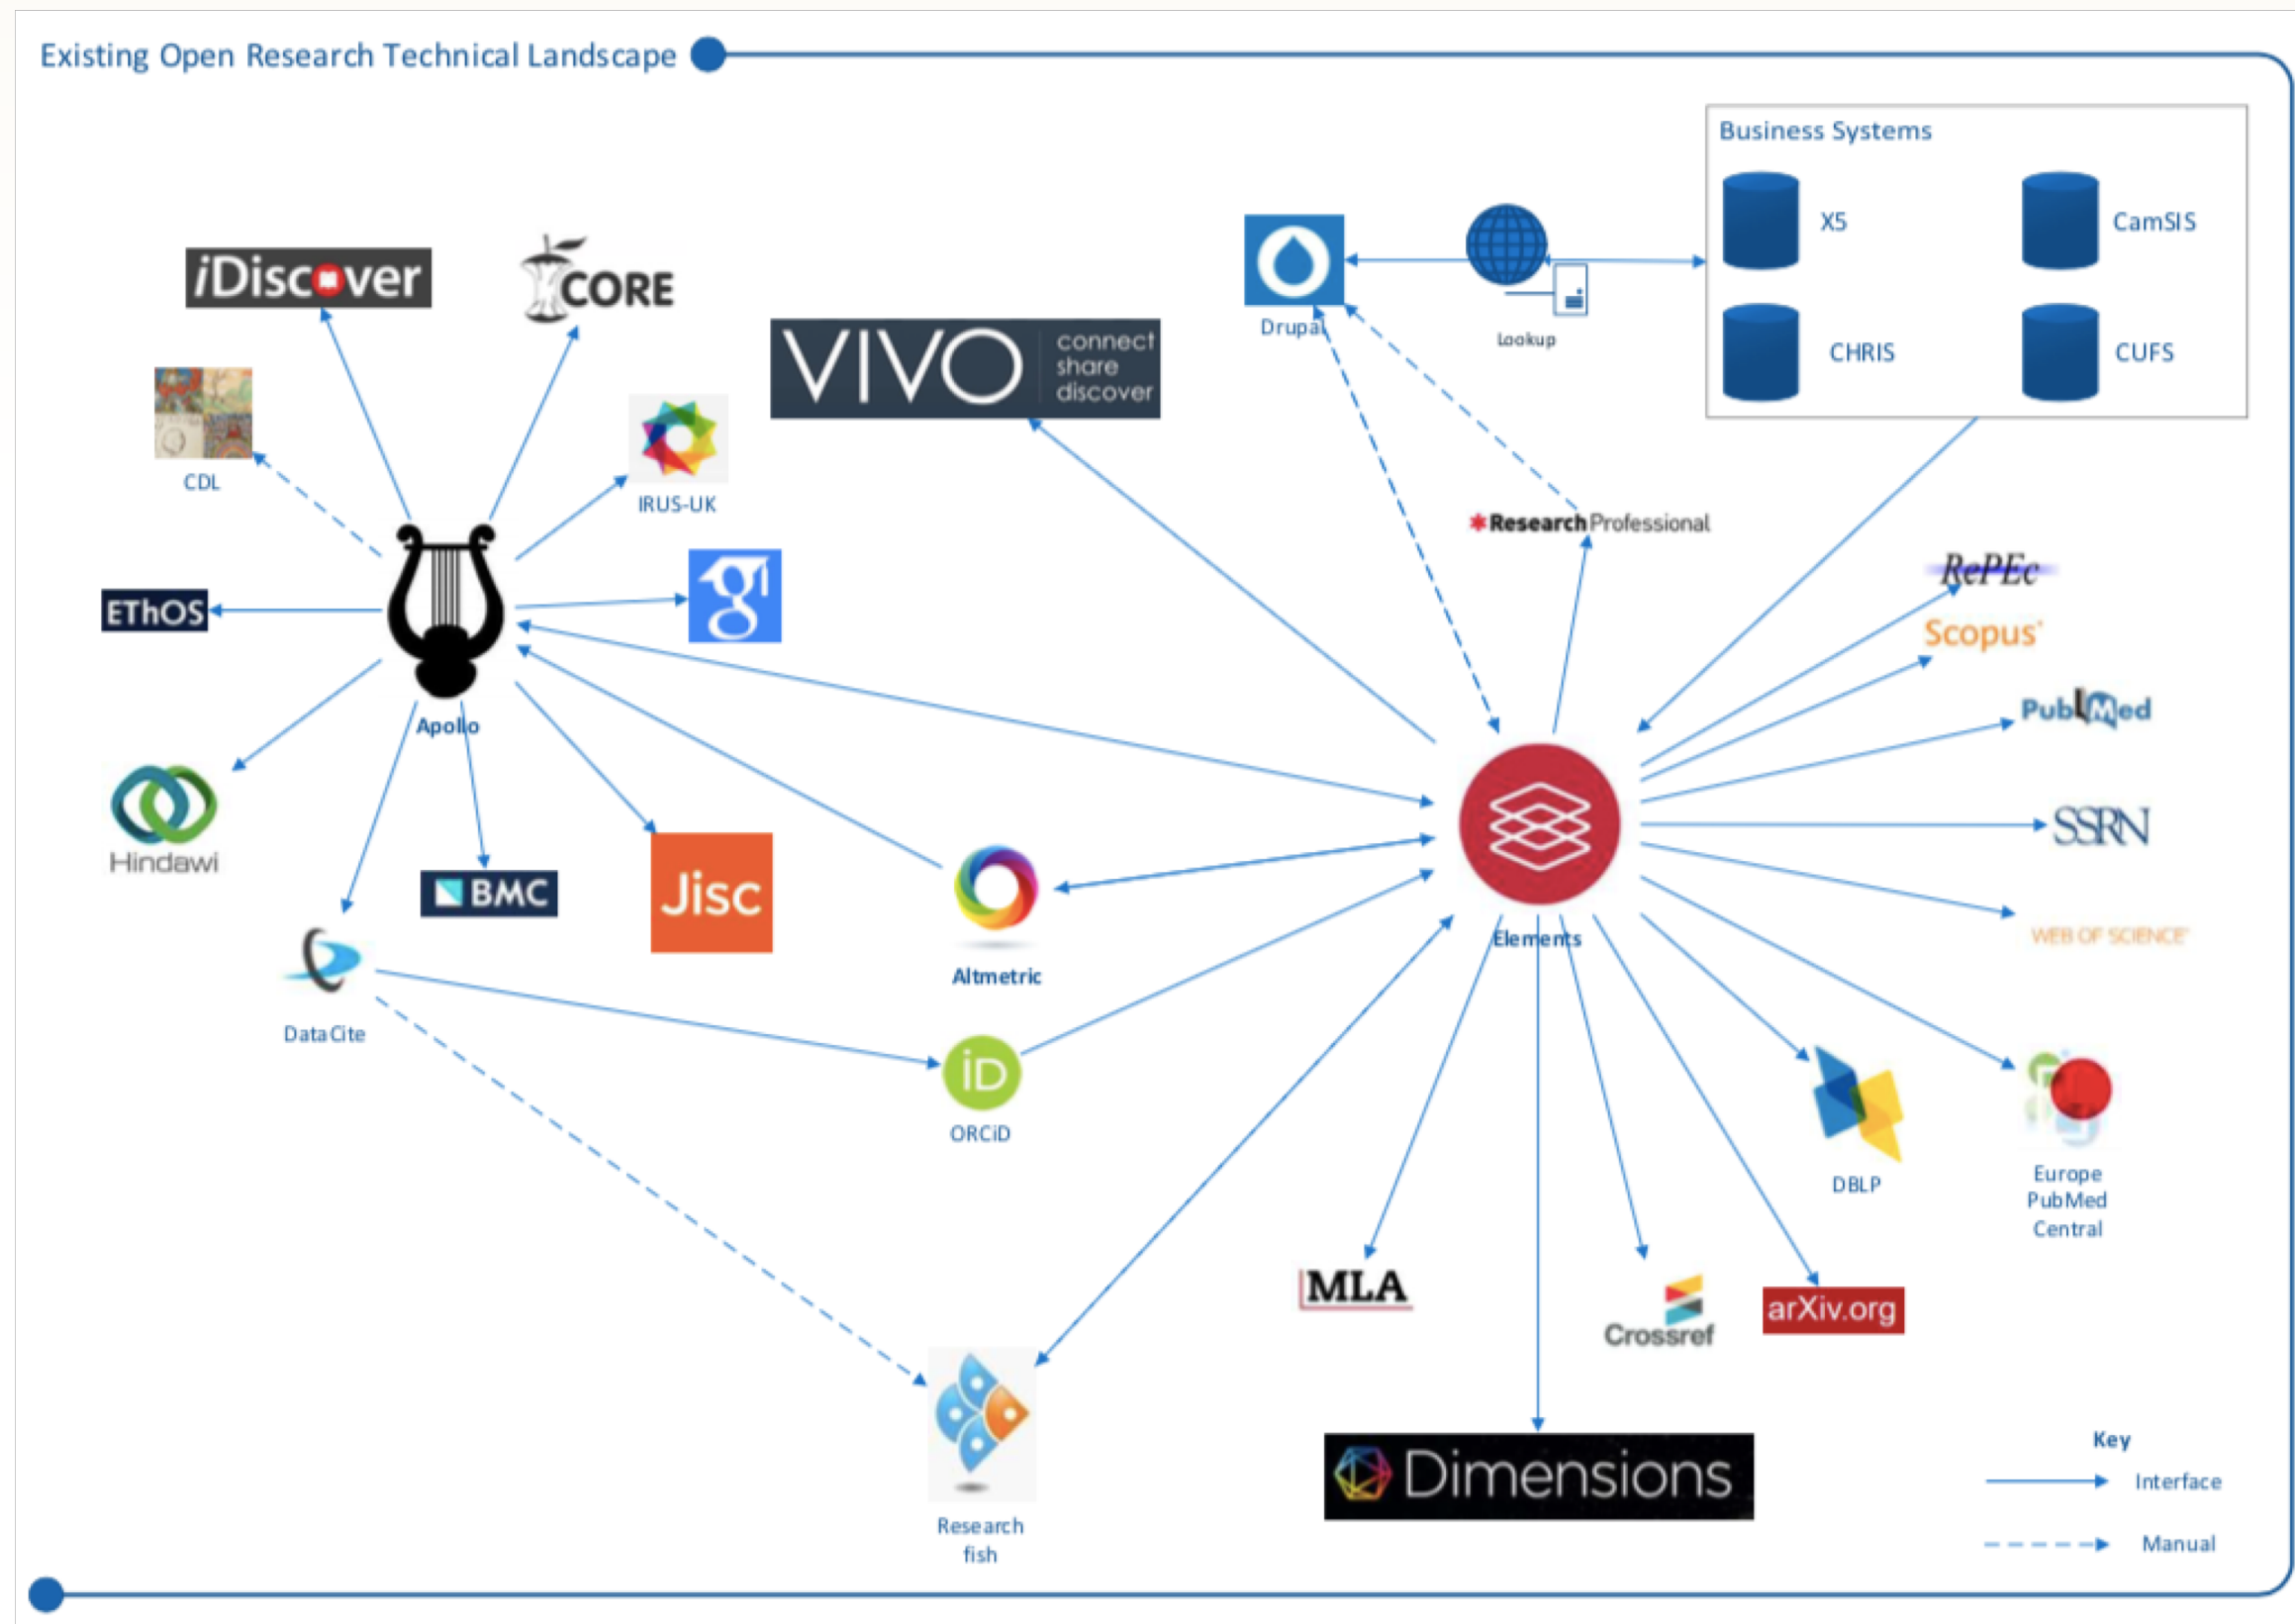 Existing Open Research Technical Landscape
Business Systems
X5
CamSIS
CHRIS
CUFS
iDiscover
CORE
VIVO
connect
share
discover
Drupal
Lookup
CDL
IRUS-UK
ResearchProfessional
RePEc
Scopus
EThOS
g
PubMed
Apollo
Hindawi
BMC
Jisc
SSRN
WEB OF SCIENCE
Altmetric
Elements
DataCite
iD
ORCiD
DBLP
Europe
PubMed
Central
MLA
Crossref
arXiv.org
Dimensions
Research
fish
Key
Interface
Manual